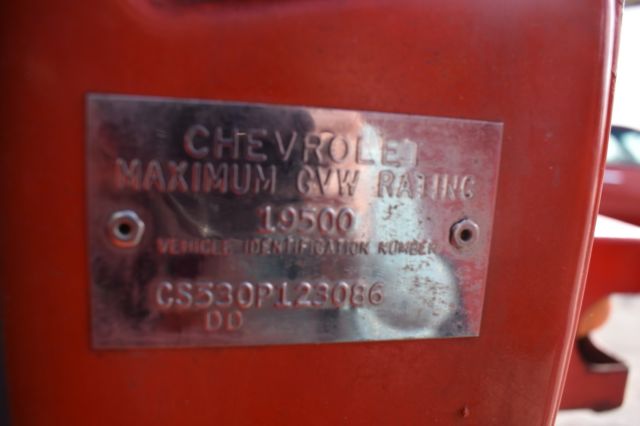 CHEVROLET
MAXIMUM GVW RATING
19500
VEHICLE IDENTIFICATION NUMBER
CS530P123086
DD